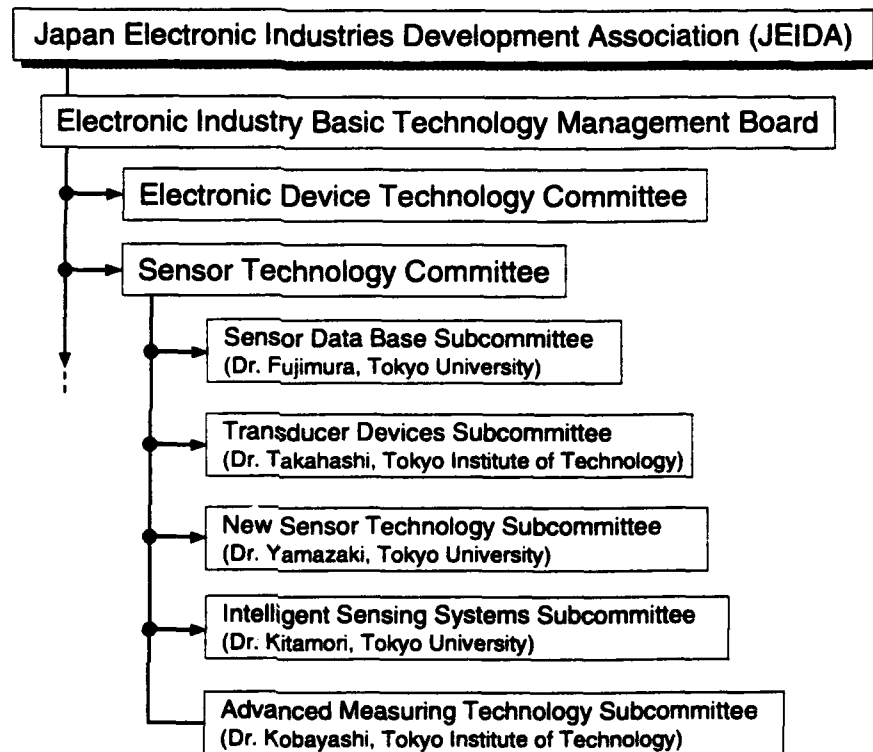 Japan Electronic Industries Development Association (JEIDA)
Electronic Industry Basic Technology Management Board
Electronic Device Technology Committee
Sensor Technology Committee
Sensor Data Base Subcommittee
(Dr. Fujimura, Tokyo University)
Transducer Devices Subcommittee
(Dr. Takahashi, Tokyo Institute of Technology)
New Sensor Technology Subcommittee
(Dr. Yamazaki, Tokyo University)
Intelligent Sensing Systems Subcommittee
(Dr. Kitamori, Tokyo University)
Advanced Measuring Technology Subcommittee
(Dr. Kobayashi, Tokyo Institute of Technology)